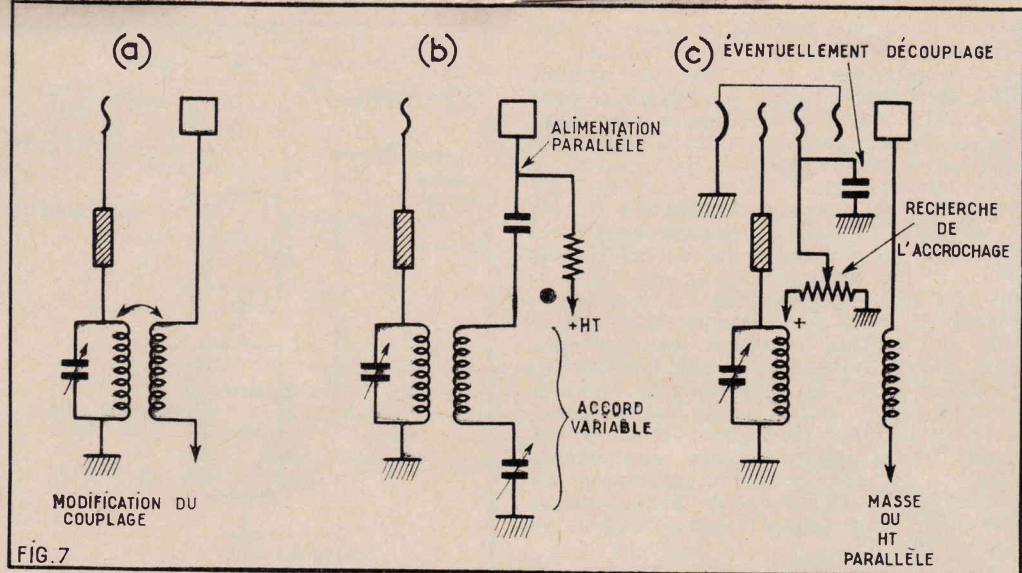 (a)
(b)
(c)
ÉVENTUELLEMENT DÉCOUPLAGE
ALIMENTATION
PARALLÈLE
RECHERCHE
DE
L'ACCROCHAGE
+HT
+
ACCORD
VARIABLE
MODIFICATION DU
COUPLAGE
MASSE
OU
HT
PARALLÈLE
FIG.7